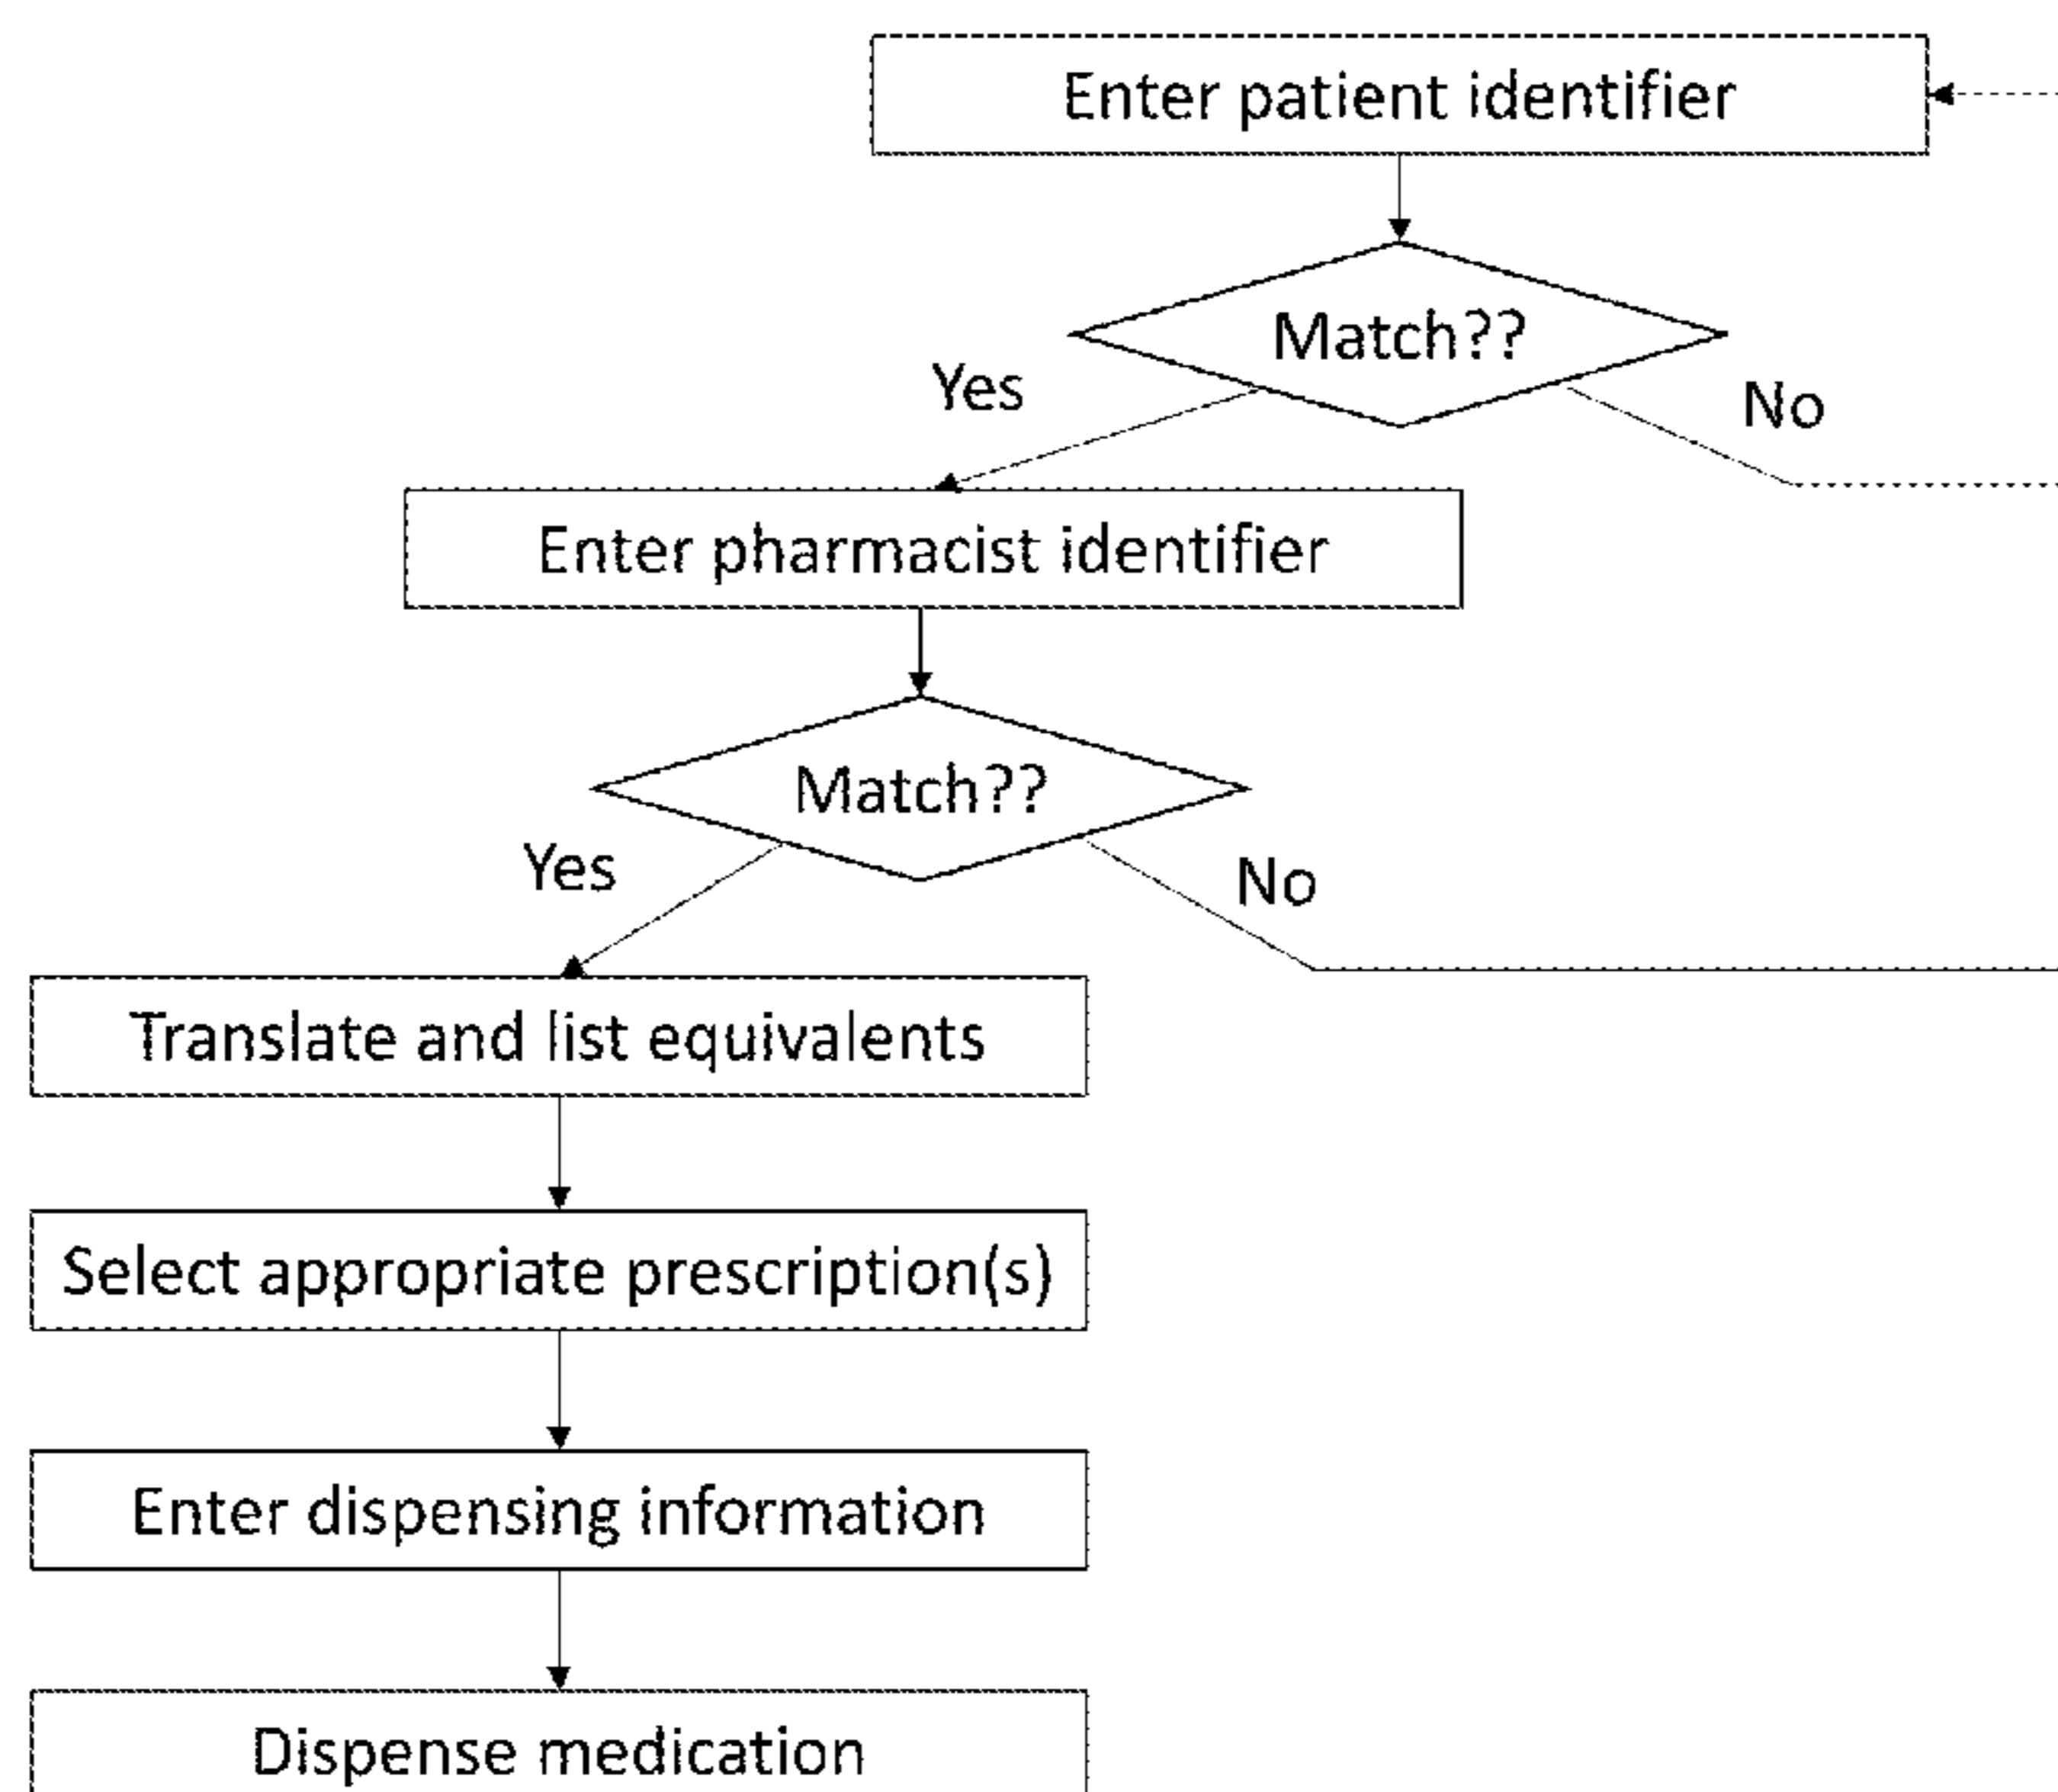 Enter patient identifier
Match??
Yes
No
Enter pharmacist identifier
Match??
Yes
No
Translate and list equivalents
Select appropriate prescription(s)
Enter dispensing information
Dispense medication